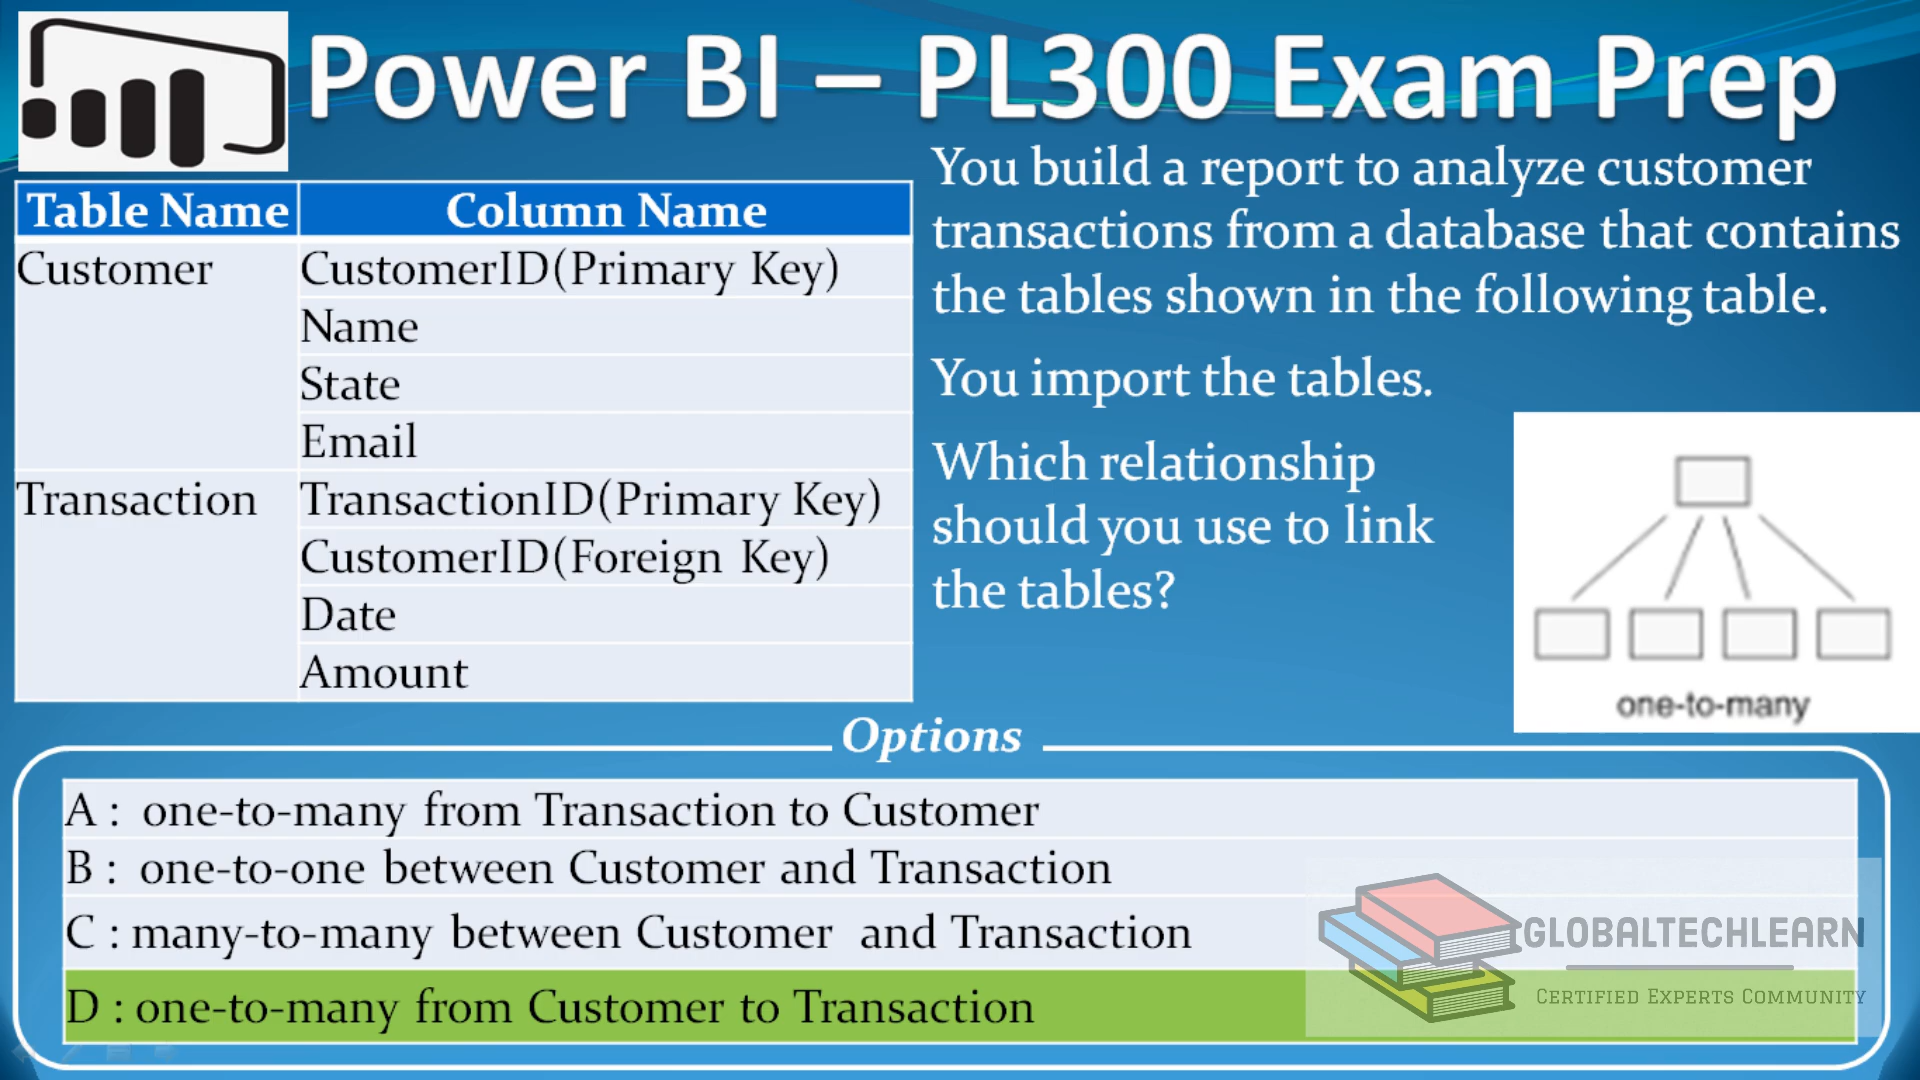 Power BI – PL300 Exam Prep
Table Name Column Name
Customer CustomerID(Primary Key)
Name
State
Email
Transaction TransactionID(Primary Key)
CustomerID(Foreign Key)
Date
Amount
You build a report to analyze customer
transactions from a database that contains
the tables shown in the following table.
You import the tables.
Which relationship
should you use to link
the tables?
one-to-many
Options
A : one-to-many from Transaction to Customer
B : one-to-one between Customer and Transaction
C : many-to-many between Customer and Transaction
D : one-to-many from Customer to Transaction
GLOBALTECHLEARN
CERTIFIED EXPERTS COMMUNITY